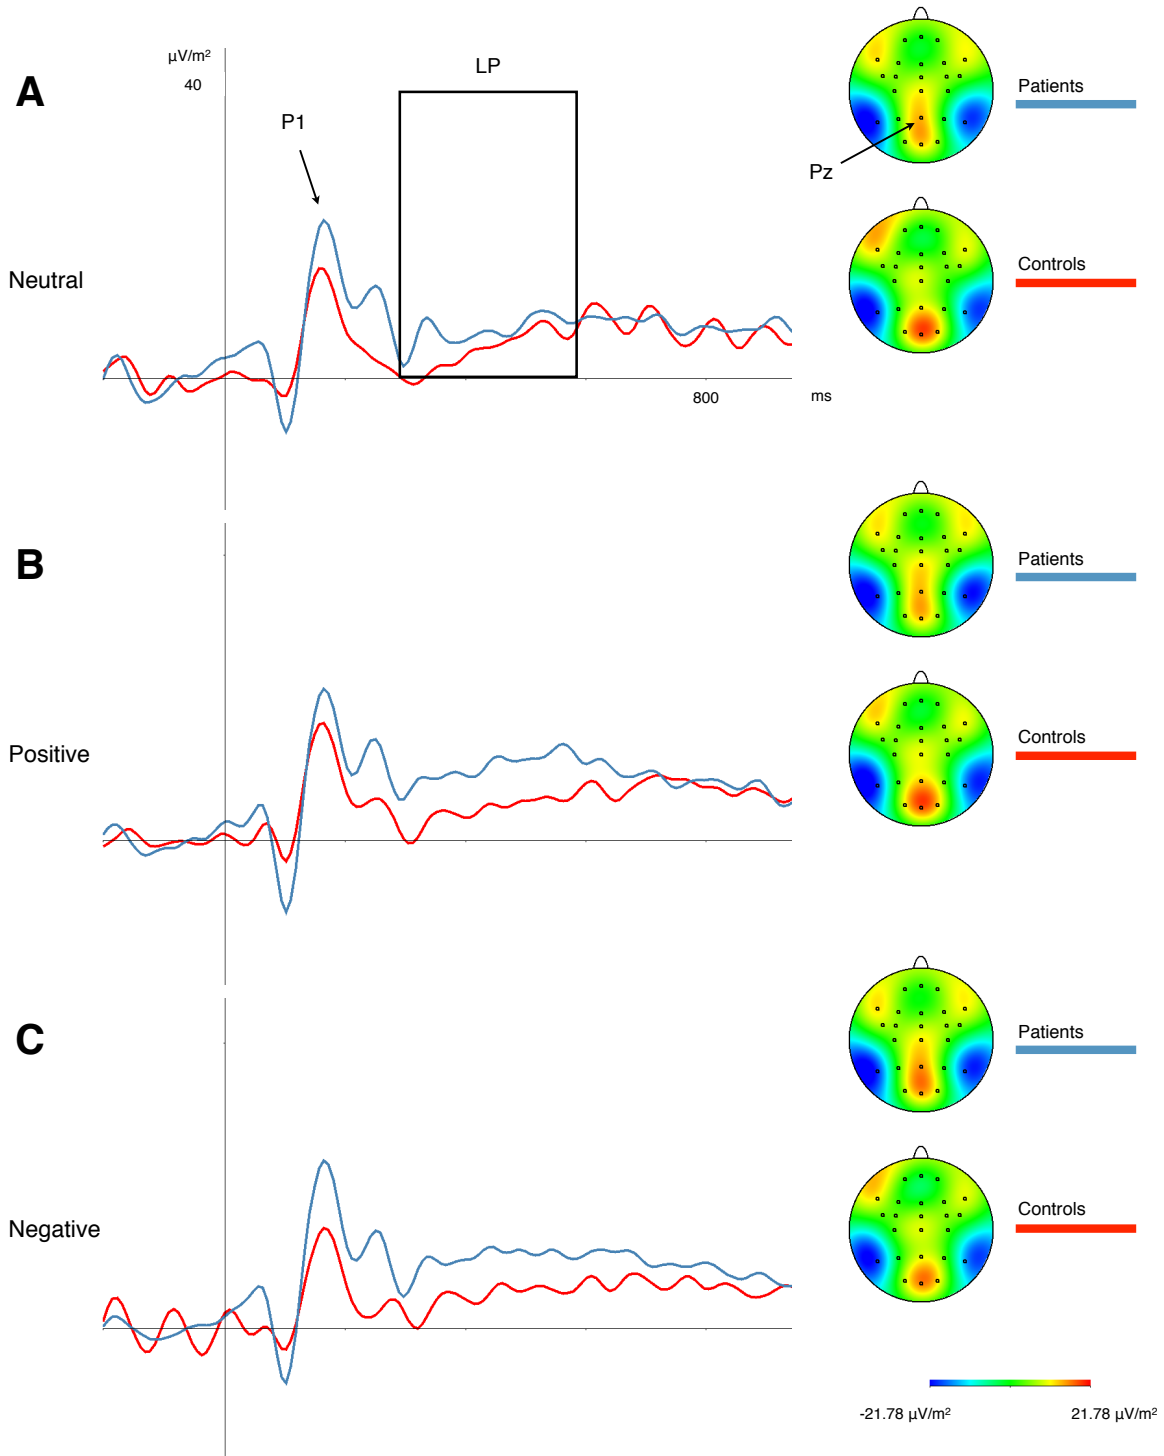 A
µV/m²
40
P1
LP
Patients
Pz
Neutral
Controls
800
ms
B
Patients
Positive
Controls
C
Patients
Negative
Controls
-21.78 µV/m²
21.78 µV/m²